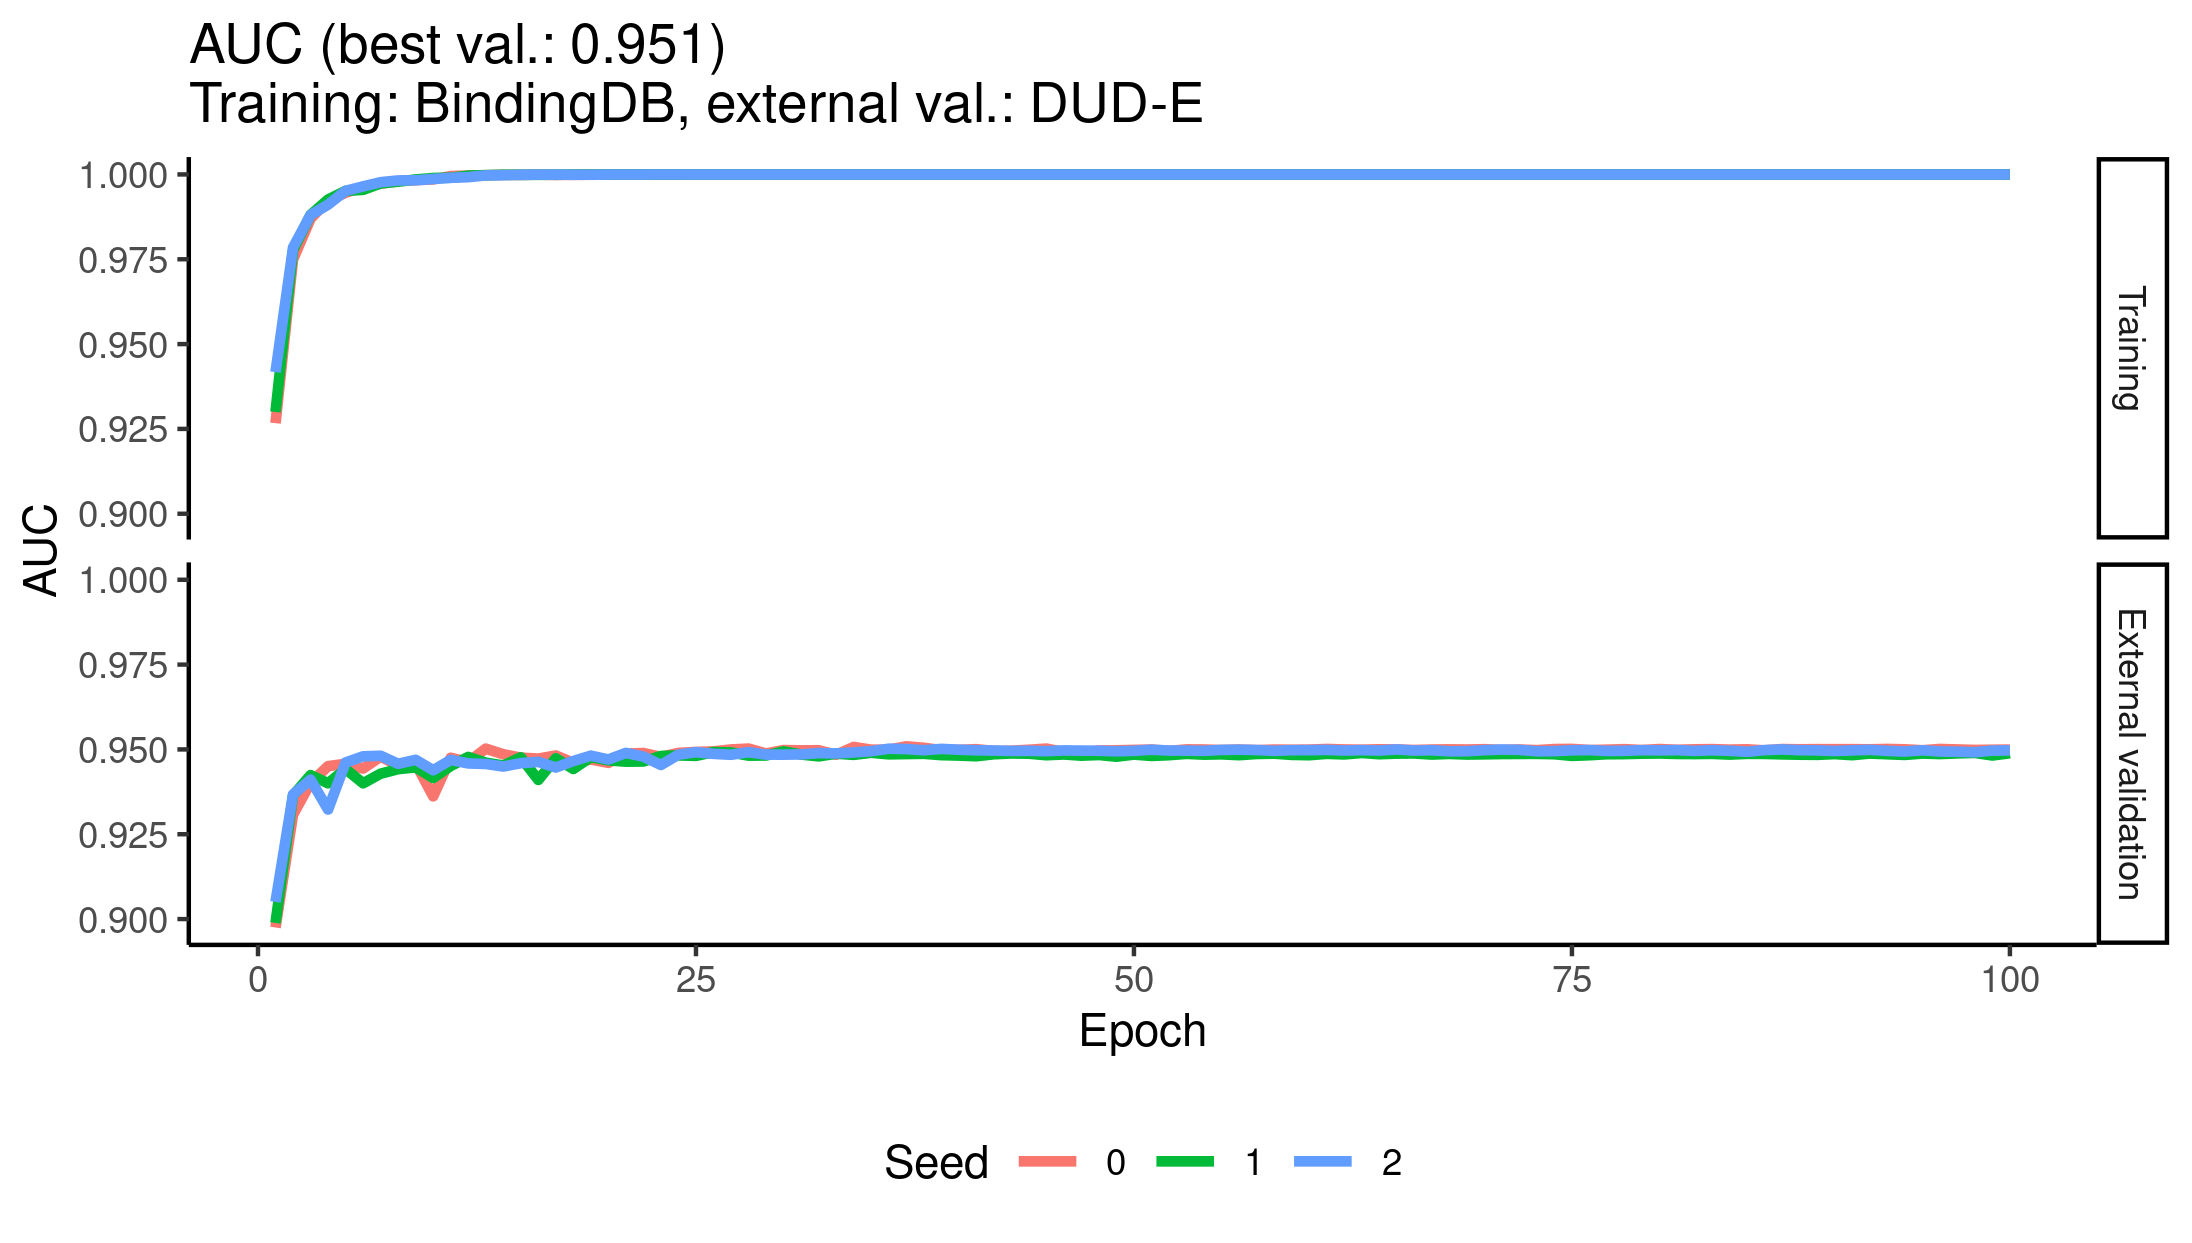 AUC (best val.: 0.951)
Training: BindingDB, external val.: DUD-E
AUC
1.000
0.975
0.950
0.925
0.900
Training
1.000
0.975
0.950
0.925
0.900
External validation
0 25 50 75 100
Epoch
Seed 0 1 2